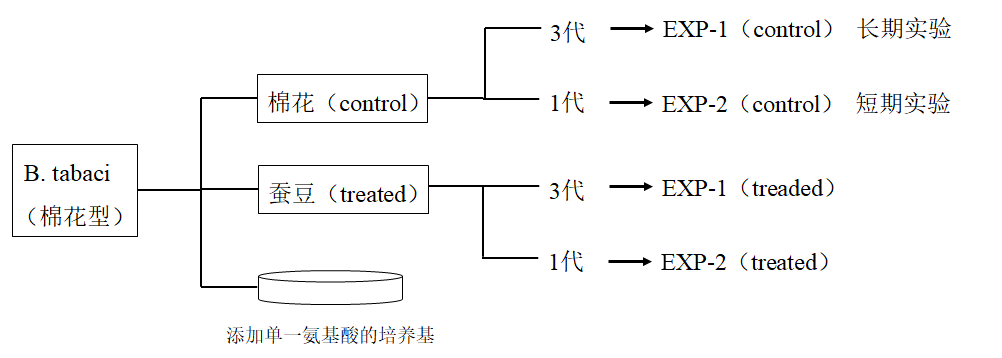 3代
EXP-1（control） 长期实验
棉花（control）
1代
EXP-2（control） 短期实验
B. tabaci
（棉花型）
蚕豆（treated）
3代
EXP-1（treaded）
1代
EXP-2（treated）
添加单一氨基酸的培养基